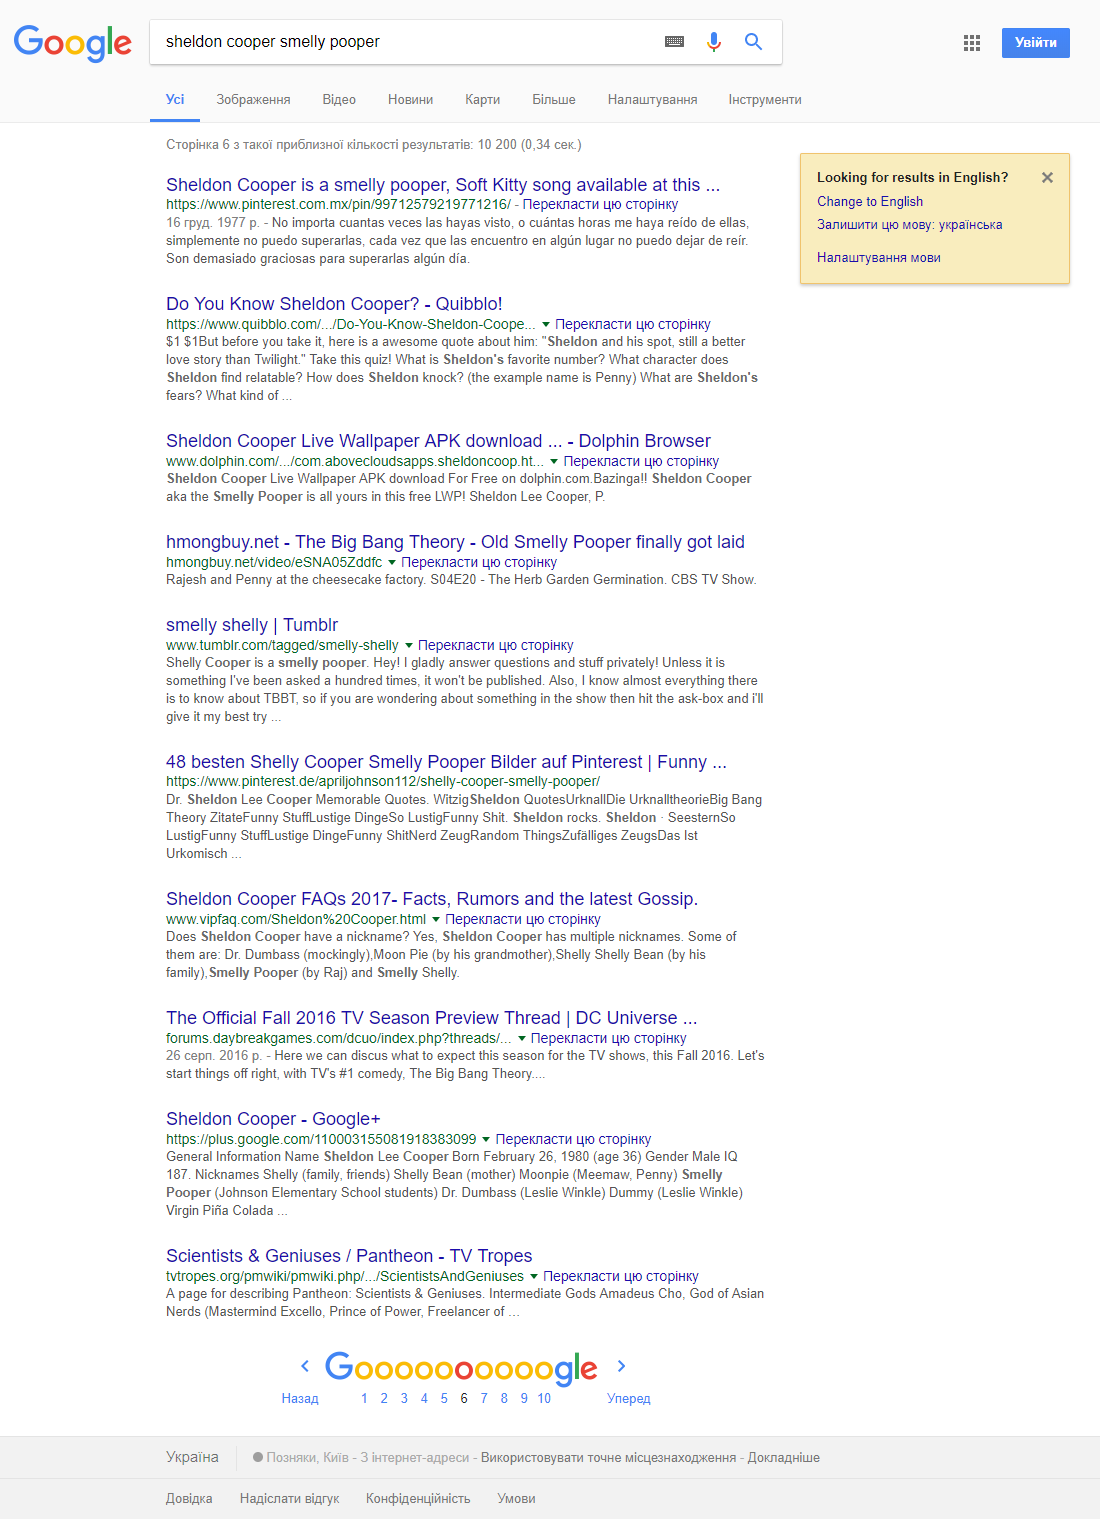 Google
sheldon cooper smelly pooper
Увійти
Усі Зображення Відео Новини Карти Більше Налаштування Інструменти
Сторінка 6 з такої приблизної кількості результатів: 10 200 (0,34 сек.)
Looking for results in English?
Change to English
Залишити цю мову: українська
Налаштування мови
Sheldon Cooper is a smelly pooper, Soft Kitty song available at this ...
https://www.pinterest.com.mx/pin/99712579219771216/ - Перекласти цю сторінку
16 груд. 1977 р. - No importa cuantas veces las hayas visto, o cuántas horas me haya reído de ellas,
simplemente no puedo superarlas, cada vez que las encuentro en algún lugar no puedo dejar de reír.
Son demasiado graciosas para superarlas algún día.
Do You Know Sheldon Cooper? - Quibblo!
https://www.quibblo.com/.../Do-You-Know-Sheldon-Coope... Перекласти цю сторінку
$1 $1But before you take it, here is a awesome quote about him: "Sheldon and his spot, still a better
love story than Twilight." Take this quiz! What is Sheldon's favorite number? What character does
Sheldon find relatable? How does Sheldon knock? (the example name is Penny) What are Sheldon's
fears? What kind of ...
Sheldon Cooper Live Wallpaper APK download ... - Dolphin Browser
www.dolphin.com/.../com.abovecloudsapps.sheldoncoop.ht... Перекласти цю сторінку
Sheldon Cooper Live Wallpaper APK download For Free on dolphin.com.Bazinga!! Sheldon Cooper
aka the Smelly Pooper is all yours in this free LWP! Sheldon Lee Cooper, P.
hmongbuy.net - The Big Bang Theory - Old Smelly Pooper finally got laid
hmongbuy.net/video/eSNA05Zddfc Перекласти цю сторінку
Rajesh and Penny at the cheesecake factory. S04E20 - The Herb Garden Germination. CBS TV Show.
smelly shelly | Tumblr
www.tumblr.com/tagged/smelly-shelly Перекласти цю сторінку
Shelly Cooper is a smelly pooper. Hey! I gladly answer questions and stuff privately! Unless it is
something I've been asked a hundred times, it won't be published. Also, I know almost everything there
is to know about TBBT, so if you are wondering about something in the show then hit the ask-box and i'll
give it my best try ...
48 besten Shelly Cooper Smelly Pooper Bilder auf Pinterest | Funny ...
https://www.pinterest.de/apriljohnson112/shelly-cooper-smelly-pooper/
Dr. Sheldon Lee Cooper Memorable Quotes. WitzigSheldon QuotesUrknallDie UrknalltheorieBig Bang
Theory ZitateFunny StuffLustige DingeSo LustigFunny Shit. Sheldon rocks. Sheldon · SeesternSo
LustigFunny StuffLustige DingeFunny ShitNerd ZeugRandom ThingsZufälliges ZeugsDas Ist
Urkomisch ...
Sheldon Cooper FAQs 2017- Facts, Rumors and the latest Gossip.
www.vipfaq.com/Sheldon%20Cooper.html Перекласти цю сторінку
Does Sheldon Cooper have a nickname? Yes, Sheldon Cooper has multiple nicknames. Some of
them are: Dr. Dumbass (mockingly),Moon Pie (by his grandmother),Shelly Shelly Bean (by his
family),Smelly Pooper (by Raj) and Smelly Shelly.
The Official Fall 2016 TV Season Preview Thread | DC Universe ...
forums.daybreakgames.com/dcuo/index.php?threads/... Перекласти цю сторінку
26 серп. 2016 р. - Here we can discus what to expect this season for the TV shows, this Fall 2016. Let's
start things off right, with TV's #1 comedy, The Big Bang Theory....
Sheldon Cooper - Google+
https://plus.google.com/110003155081918383099 Перекласти цю сторінку
General Information Name Sheldon Lee Cooper Born February 26, 1980 (age 36) Gender Male IQ
187. Nicknames Shelly (family, friends) Shelly Bean (mother) Moonpie (Meemaw, Penny) Smelly
Pooper (Johnson Elementary School students) Dr. Dumbass (Leslie Winkle) Dummy (Leslie Winkle)
Virgin Piña Colada ...
Scientists & Geniuses / Pantheon - TV Tropes
tvtropes.org/pmwiki/pmwiki.php/.../ScientistsAndGeniuses Перекласти цю сторінку
A page for describing Pantheon: Scientists & Geniuses. Intermediate Gods Amadeus Cho, God of Asian
Nerds (Mastermind Excello, Prince of Power, Freelancer of ...
Goooooooooogle
Назад 1 2 3 4 5 6 7 8 9 10 Уперед
Україна Позняки, Київ - З інтернет-адреси - Використовувати точне місцезнаходження - Докладніше
Довідка Надіслати відгук Конфіденційність Умови